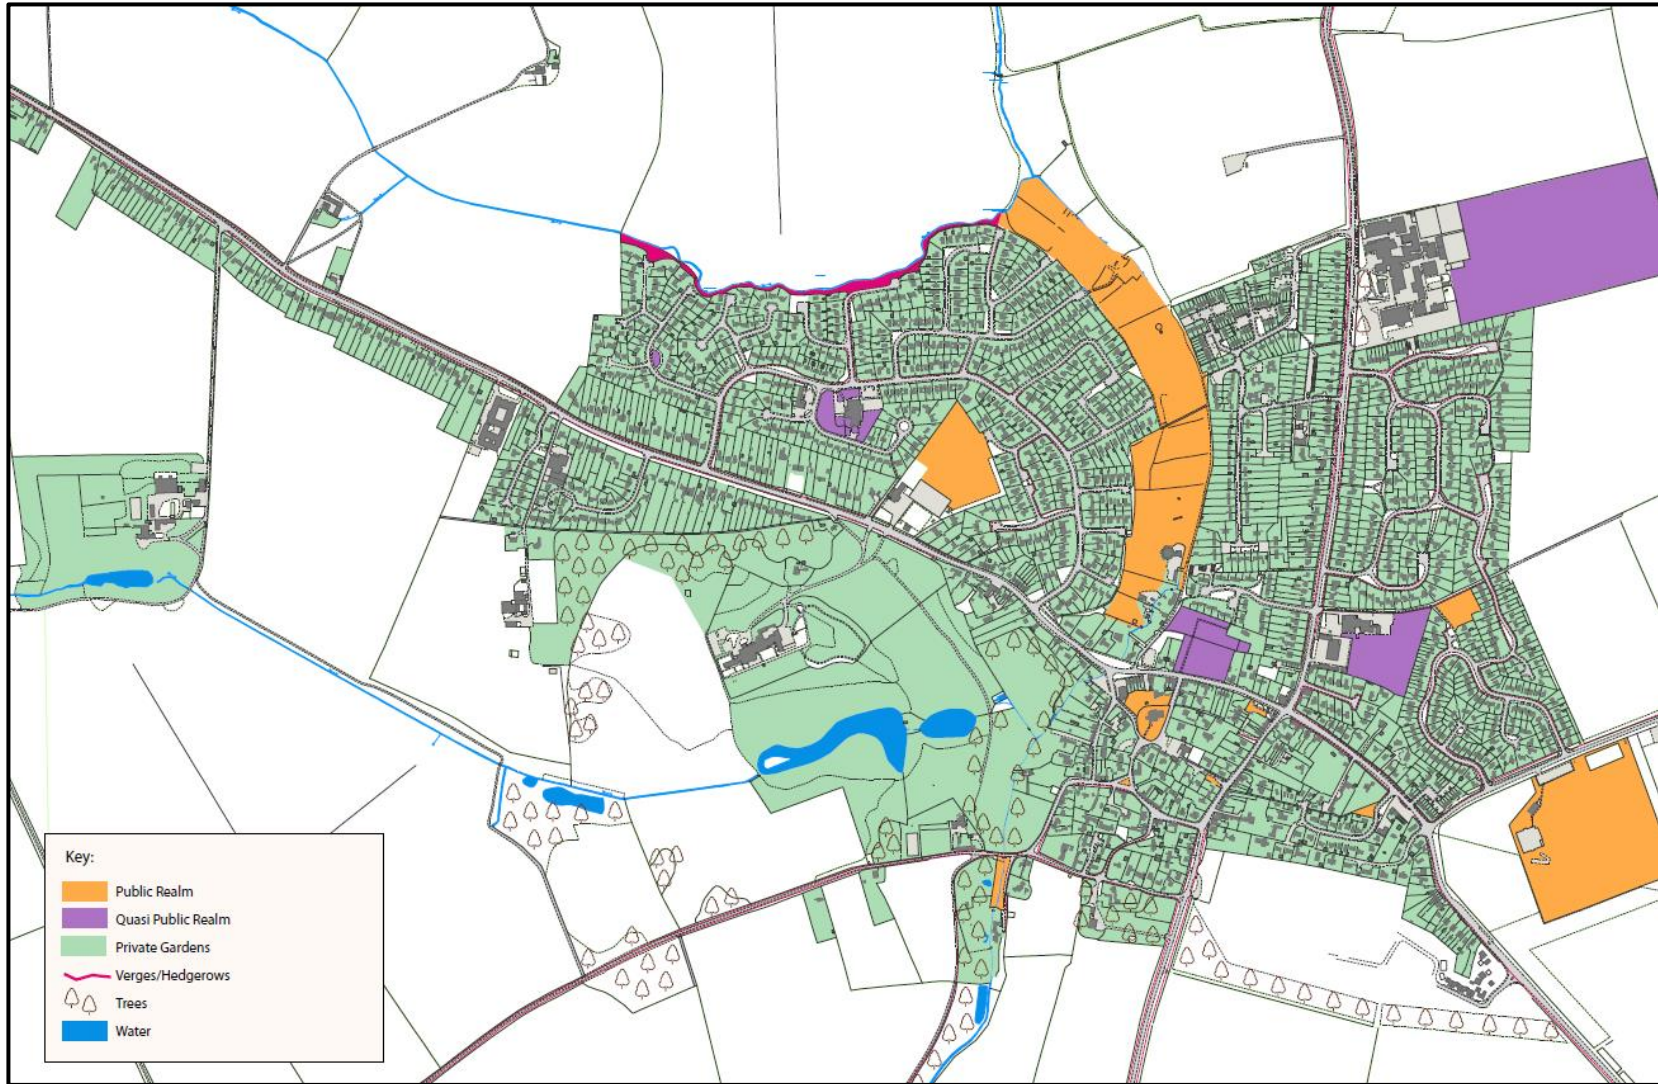 Key:
Public Realm
Quasi Public Realm
Private Gardens
Verges/Hedgerows
Trees
Water